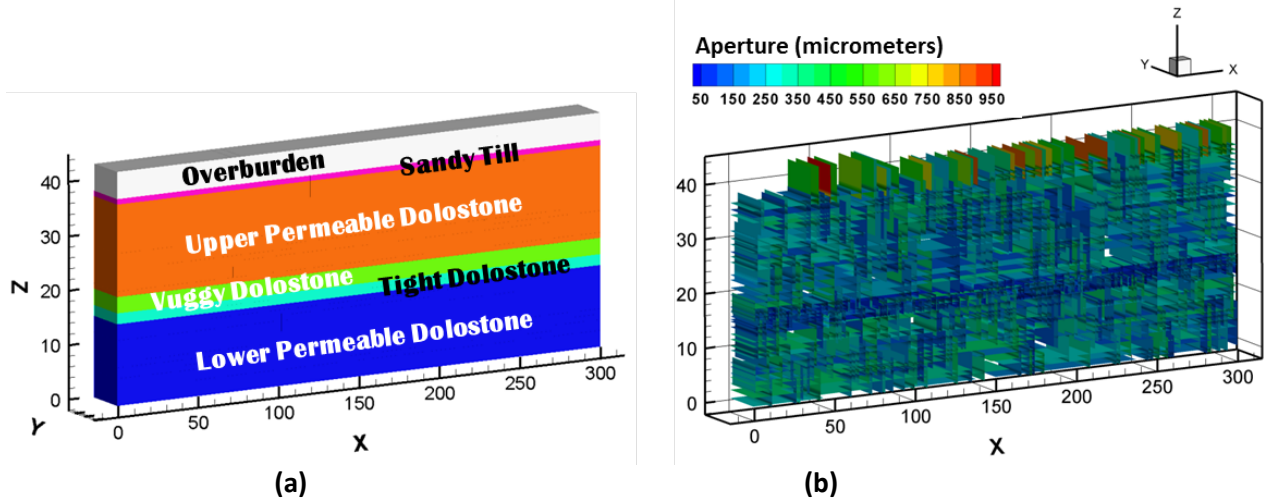 Aperture (micrometers)
50 150 250 350 450 550 650 750 850 950
Z
Y
X
Overburden
Sandy Till
Upper Permeable Dolostone
Vuggy Dolostone
Tight Dolostone
Lower Permeable Dolostone
40
30
20
10
0
Z
Y
0 50 100 150 200 250 300
X
40
30
20
10
0
0 50 100 150 200 250 300
X
(a)
(b)